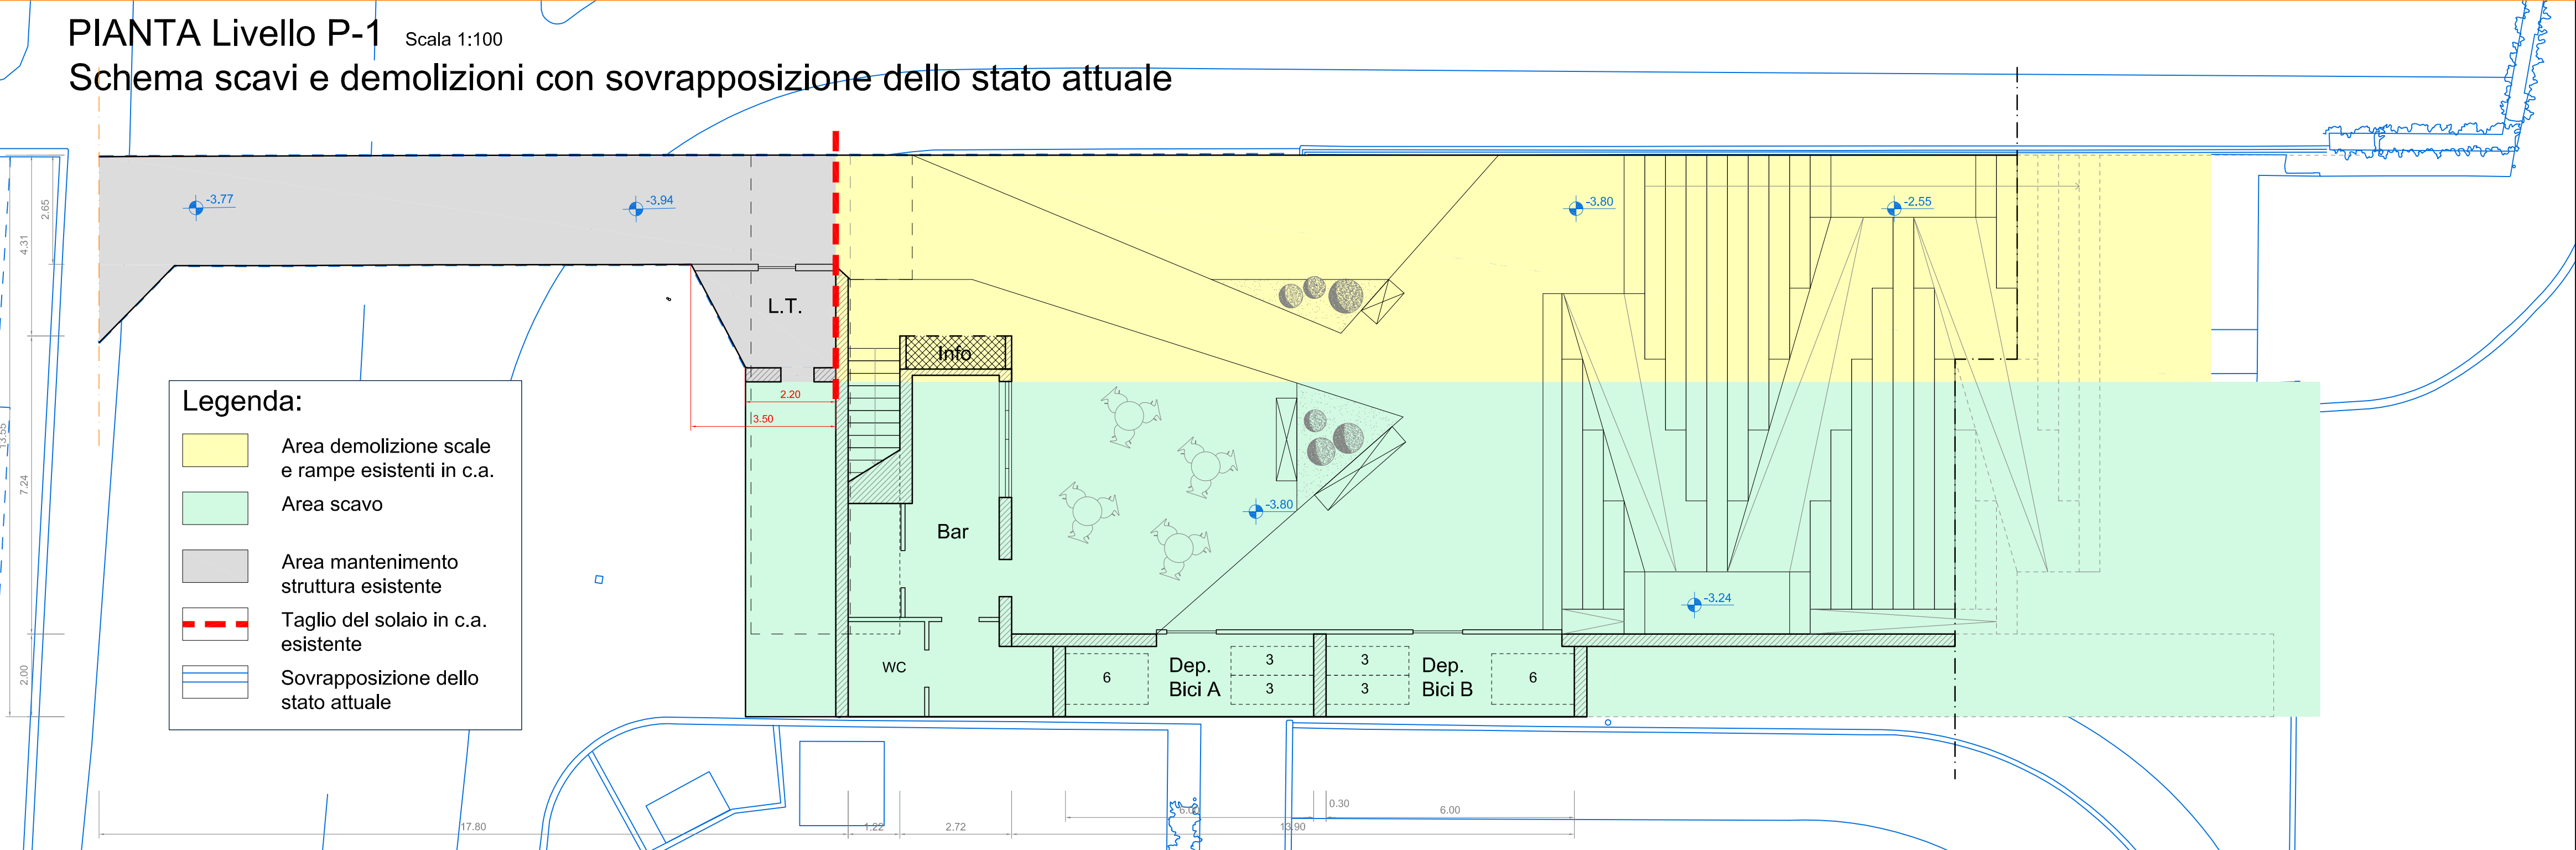 PIANTA Livello P-1 Scala 1:100
Schema scavi e demolizioni con sovrapposizione dello stato attuale
-3.77
-3.94
-3.80
-2.55
2.65
4.31
L.T.
Info
2.20
3.50
Legenda:
Area demolizione scale
e rampe esistenti in c.a.
Area scavo
Area mantenimento
struttura esistente
Taglio del solaio in c.a.
esistente
Sovrapposizione dello
stato attuale
13.55
7.24
2.00
Bar
-3.80
-3.24
WC
6
Dep.
Bici A
3
3
3
3
Dep.
Bici B
6
6.00
0.30
6.00
17.80
1.22
2.72
13.90